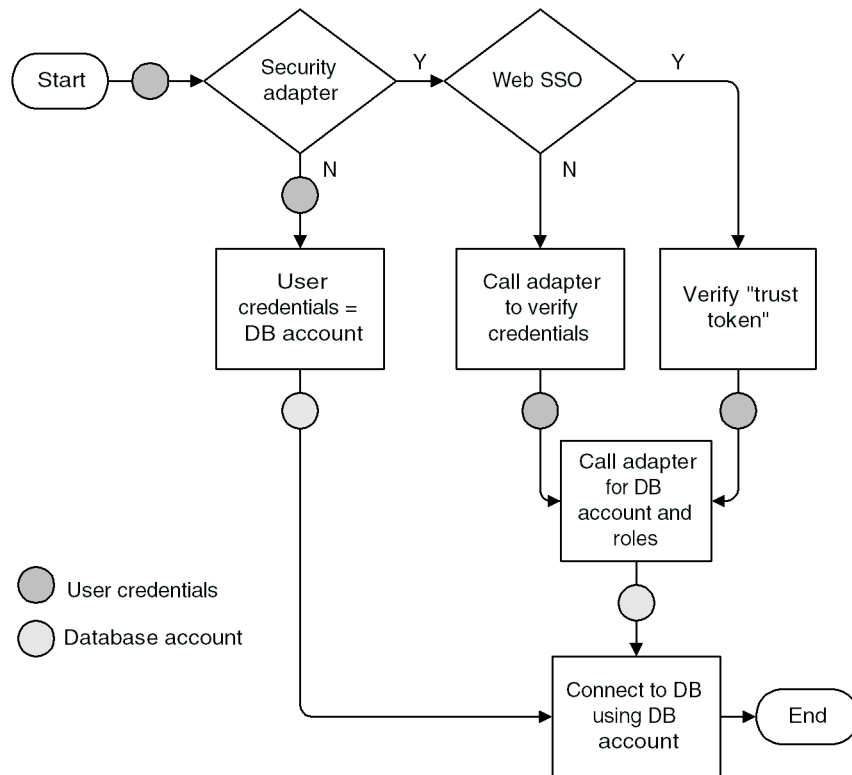 Start
Security
adapter
Y
Web SSO
Y
N
N
User
credentials =
DB account
Call adapter
to verify
credentials
Verify "trust
token"
Call adapter
for DB
account and
roles
User credentials
Database account
Connect to DB
using DB
account
End